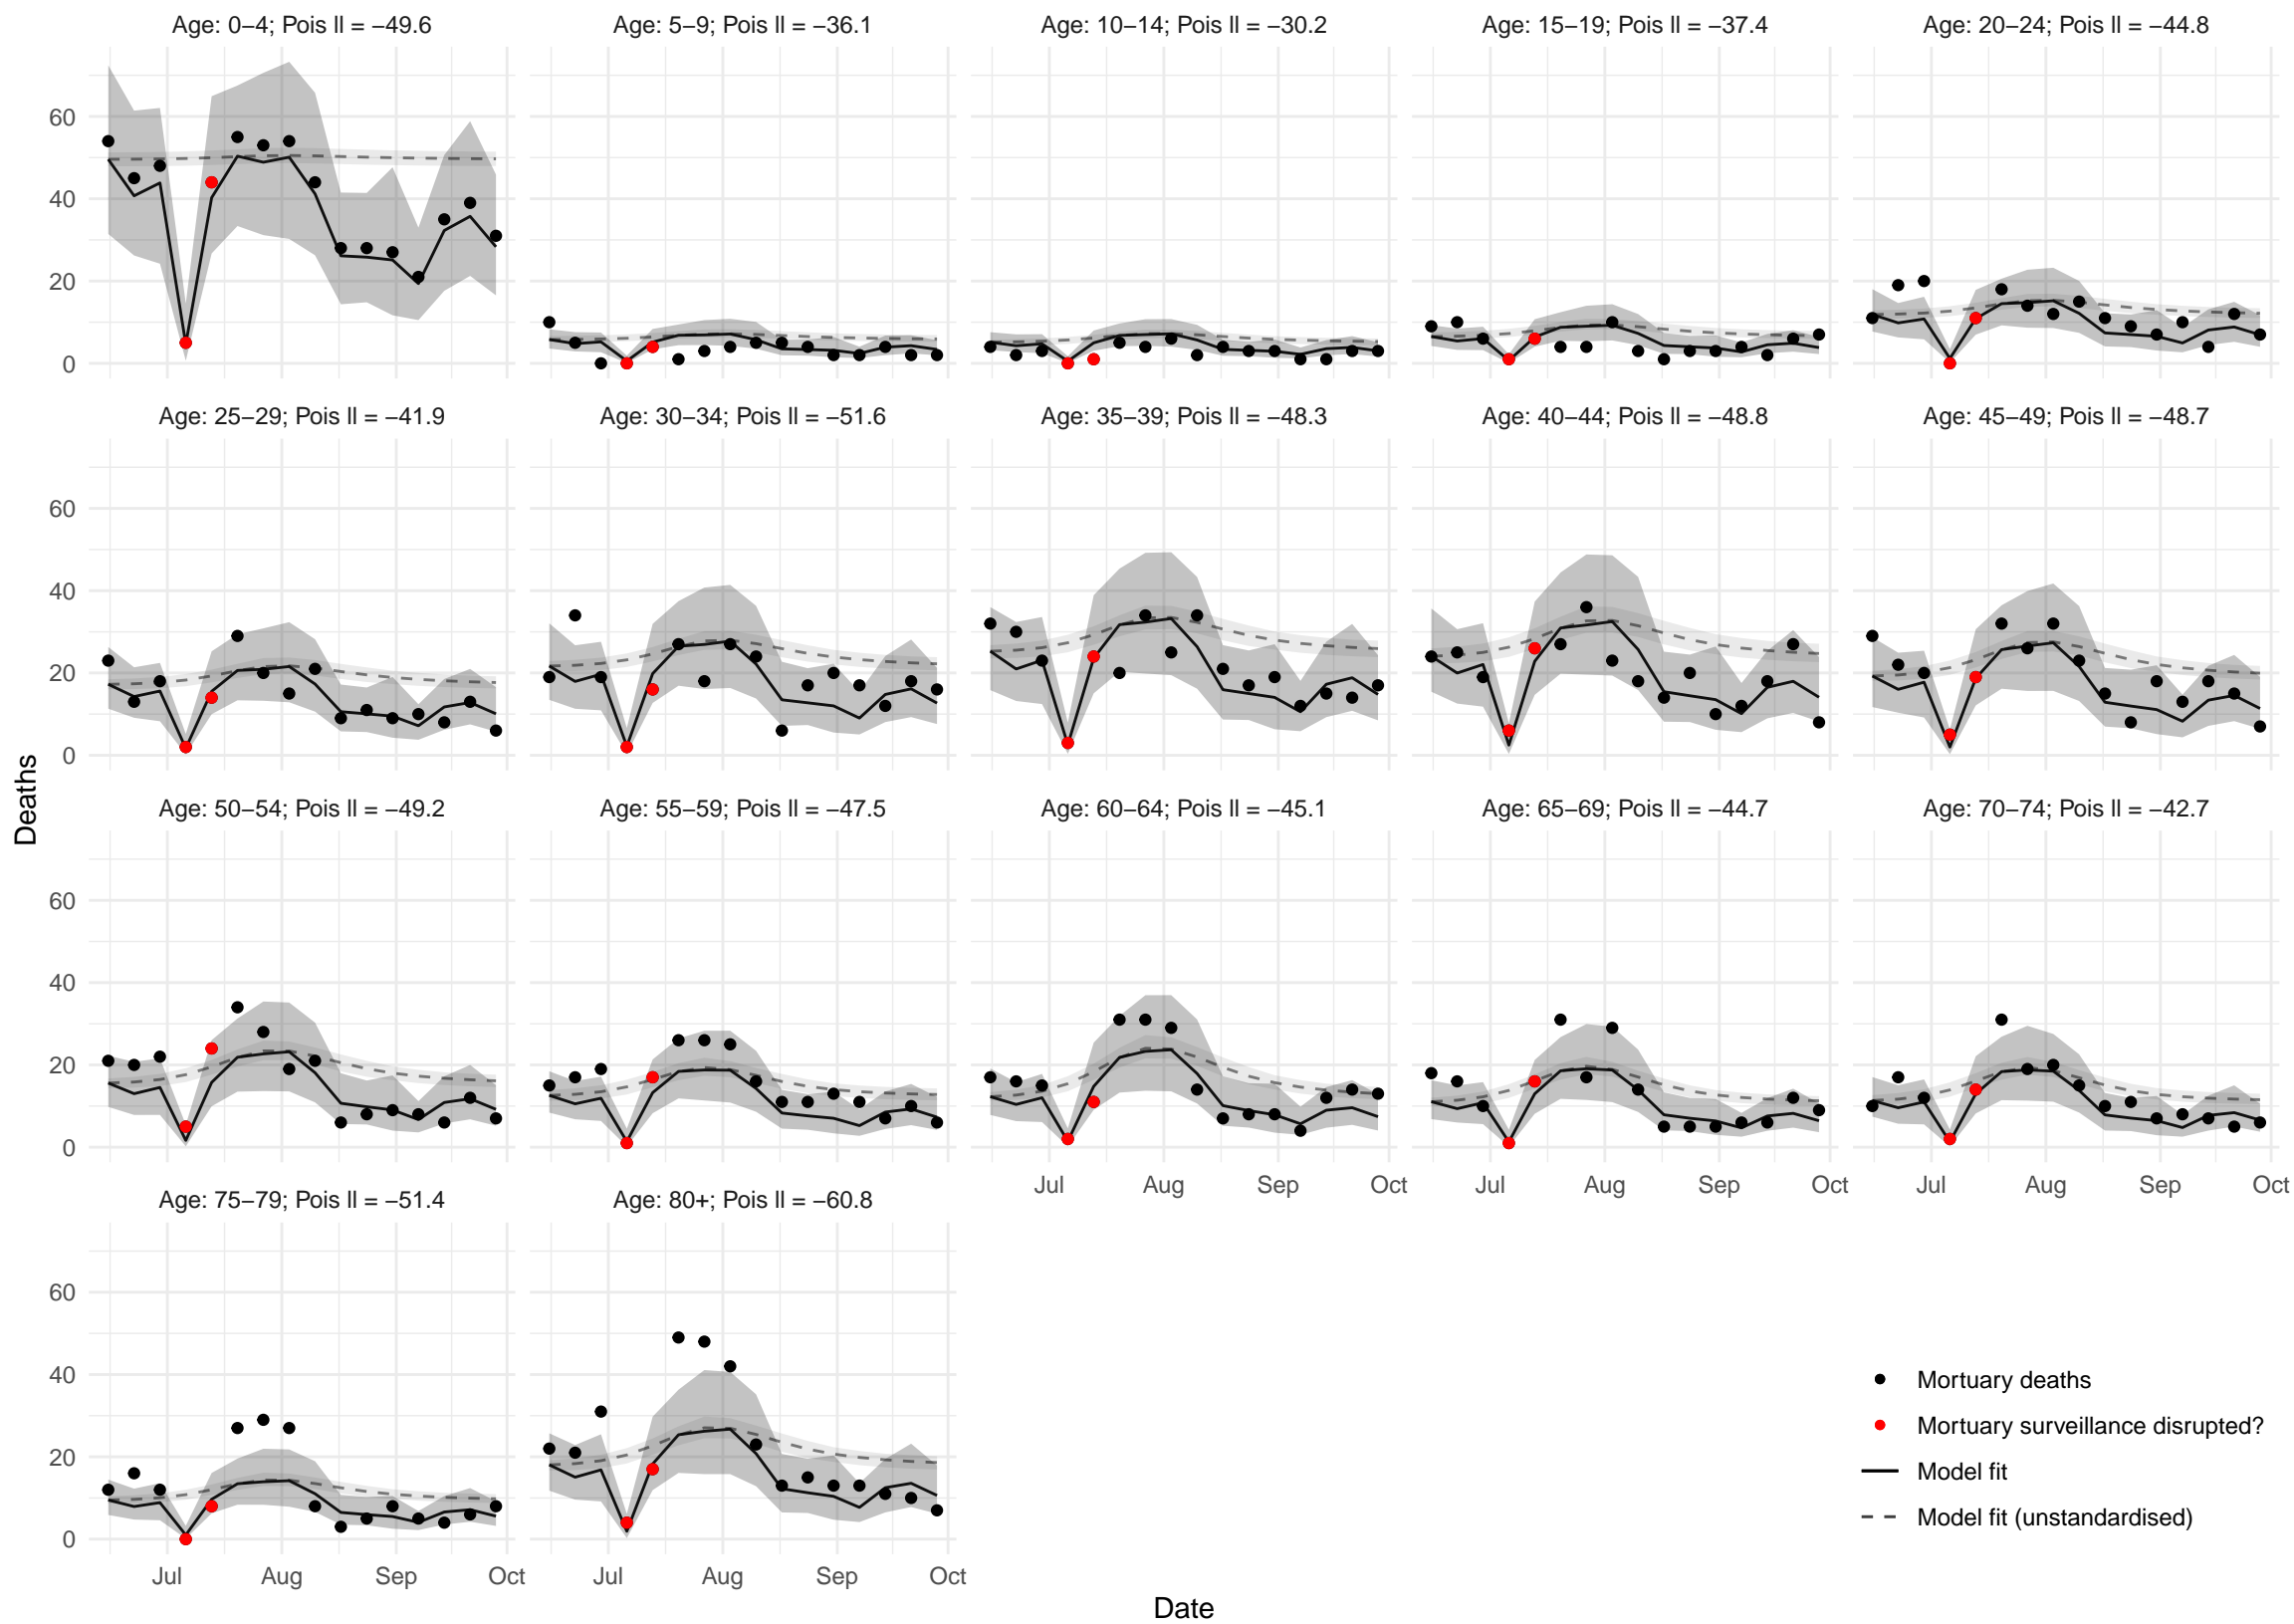 Age: 0−4; Pois ll = −49.6
Age: 5−9; Pois ll = −36.1
Age: 10−14; Pois ll = −30.2
Age: 15−19; Pois ll = −37.4
Age: 20−24; Pois ll = −44.8
60
40
20
0
Age: 25−29; Pois ll = −41.9
Age: 30−34; Pois ll = −51.6
Age: 35−39; Pois ll = −48.3
Age: 40−44; Pois ll = −48.8
Age: 45−49; Pois ll = −48.7
60
40
20
0
Deaths
Age: 50−54; Pois ll = −49.2
Age: 55−59; Pois ll = −47.5
Age: 60−64; Pois ll = −45.1
Age: 65−69; Pois ll = −44.7
Age: 70−74; Pois ll = −42.7
60
40
20
0
Jul Aug Sep Oct
Jul Aug Sep Oct
Jul Aug Sep Oct
Age: 75−79; Pois ll = −51.4
Age: 80+; Pois ll = −60.8
60
40
20
0
Jul Aug Sep Oct
Jul Aug Sep Oct
Date
Mortuary deaths
Mortuary surveillance disrupted?
Model fit
Model fit (unstandardised)